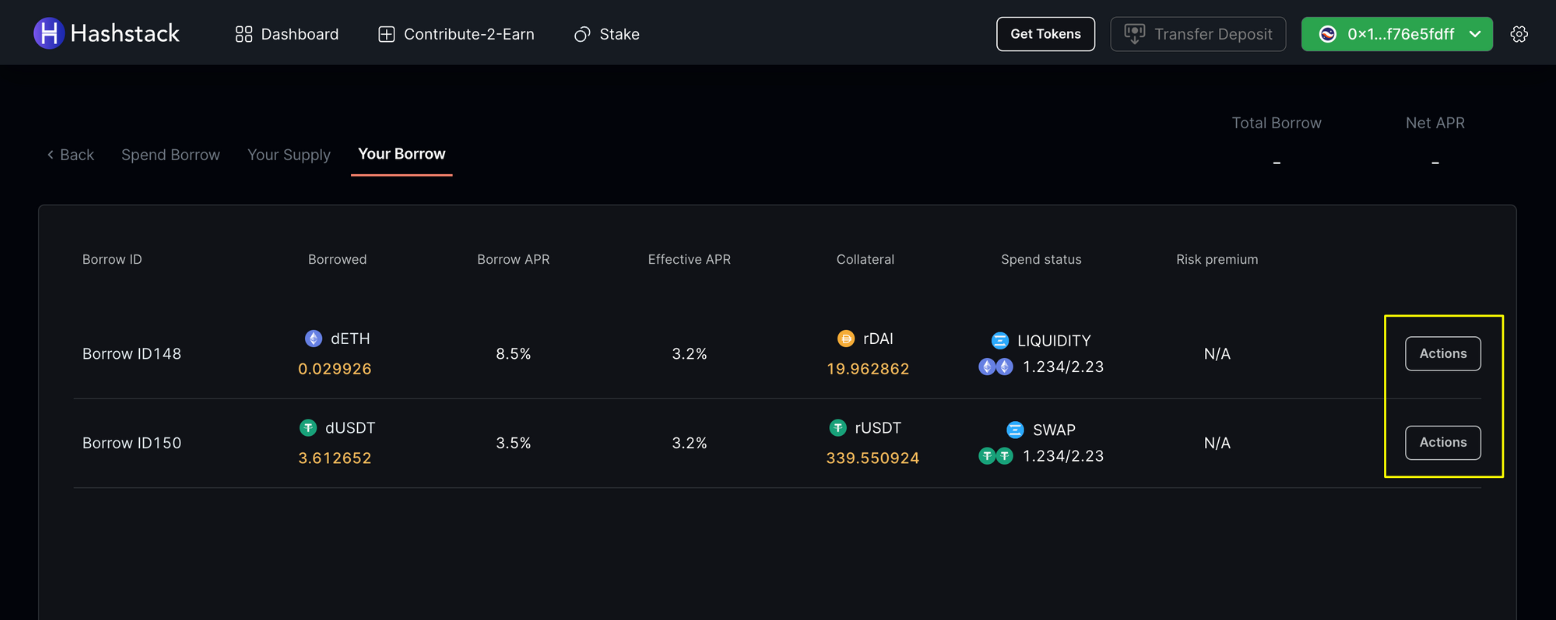 Hashstack Dashboard Contribute-2-Earn Stake Get Tokens Transfer Deposit 0×1...f76e5fdff
Total Borrow Net APR
Back Spend Borrow Your Supply Your Borrow
- -
Borrow ID Borrowed Borrow APR Effective APR Collateral Spend status Risk premium
dETH rDAI LIQUIDITY
Borrow ID148 8.5% 3.2% N/A Actions
0.029926 19.962862 1.234/2.23
dUSDT rUSDT SWAP
Borrow ID150 3.5% 3.2% N/A Actions
3.612652 339.550924 1.234/2.23